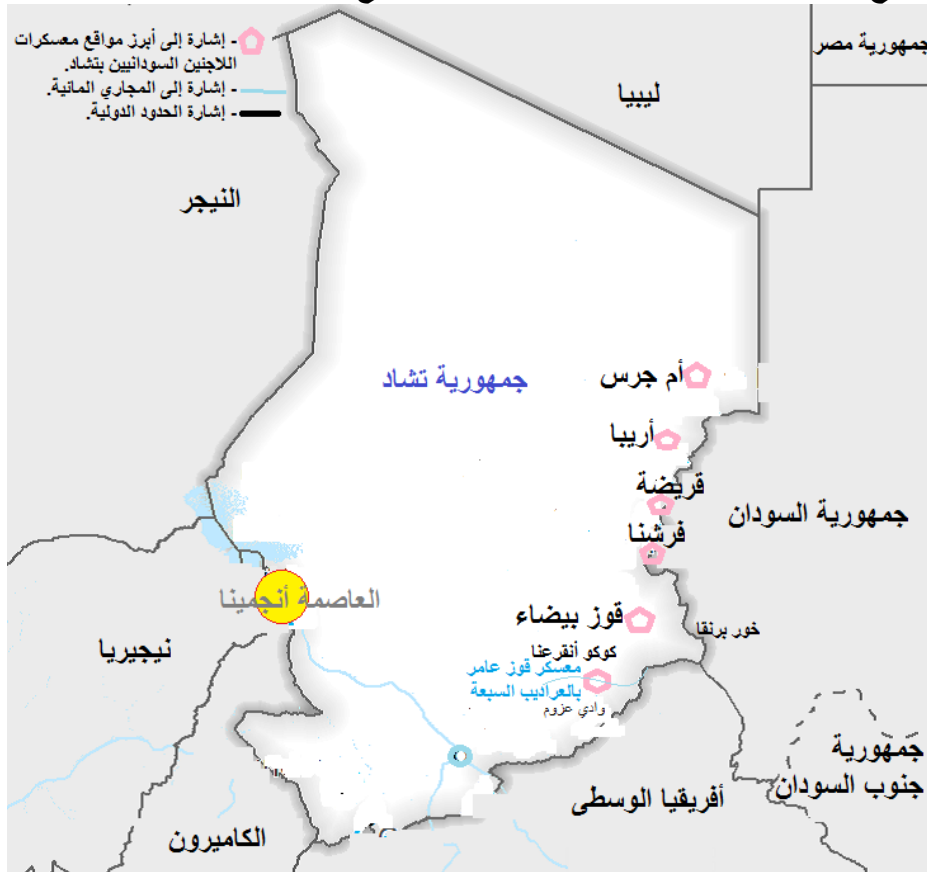 - إشارة إلى أبرز مواقع معسكرات
اللاجئين السودانيين بتشاد.
- إشارة إلى المجاري المائية.
- إشارة الحدود الدولية.
جمهورية مصر
ليبيا
النيجر
جمهورية تشاد
أم جرس
أريبا
قريضة
جمهورية السودان
فرشنا
العاصمة أنجمينا
قوز بيضاء
خور برنقا
نيجيريا
كوكو أنقرعنا
معسكر قوز عامر
بالعراديب السبعة
وادي عزوم
جمهورية
جنوب السودان
أفريقيا الوسطى
الكاميرون